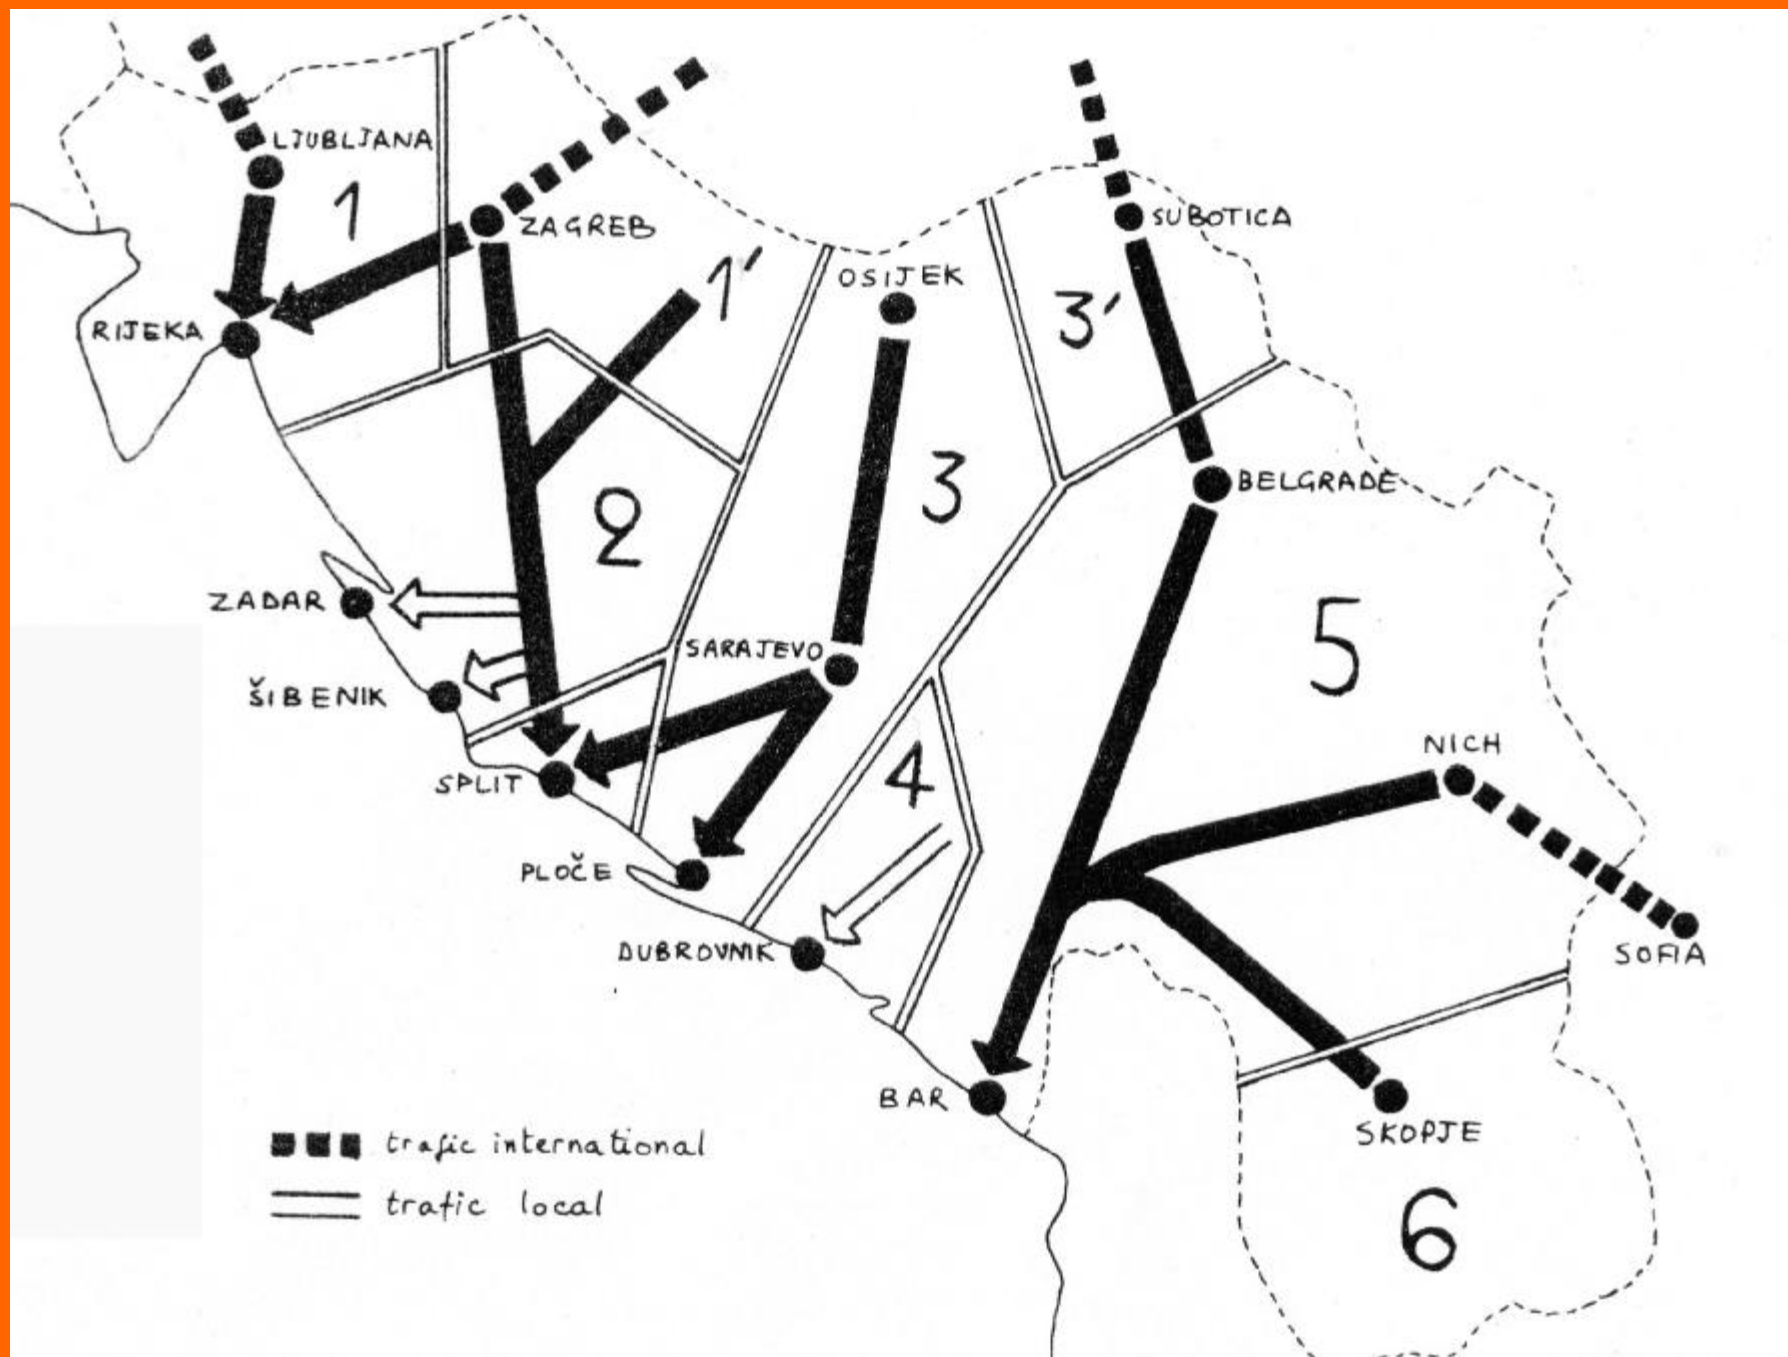 LJUBLJANA
1
ZAGREB
SUBOTICA
1'
OSIJEK
3'
RIJEKA
3
BELGRADE
2
ZADAR
5
SARAJEVO
ŠIBENIK
NICH
4
SPLIT
PLOČE
DUBROVNIK
SOFIA
BAR
SKOPJE
trafic international
trafic local
6